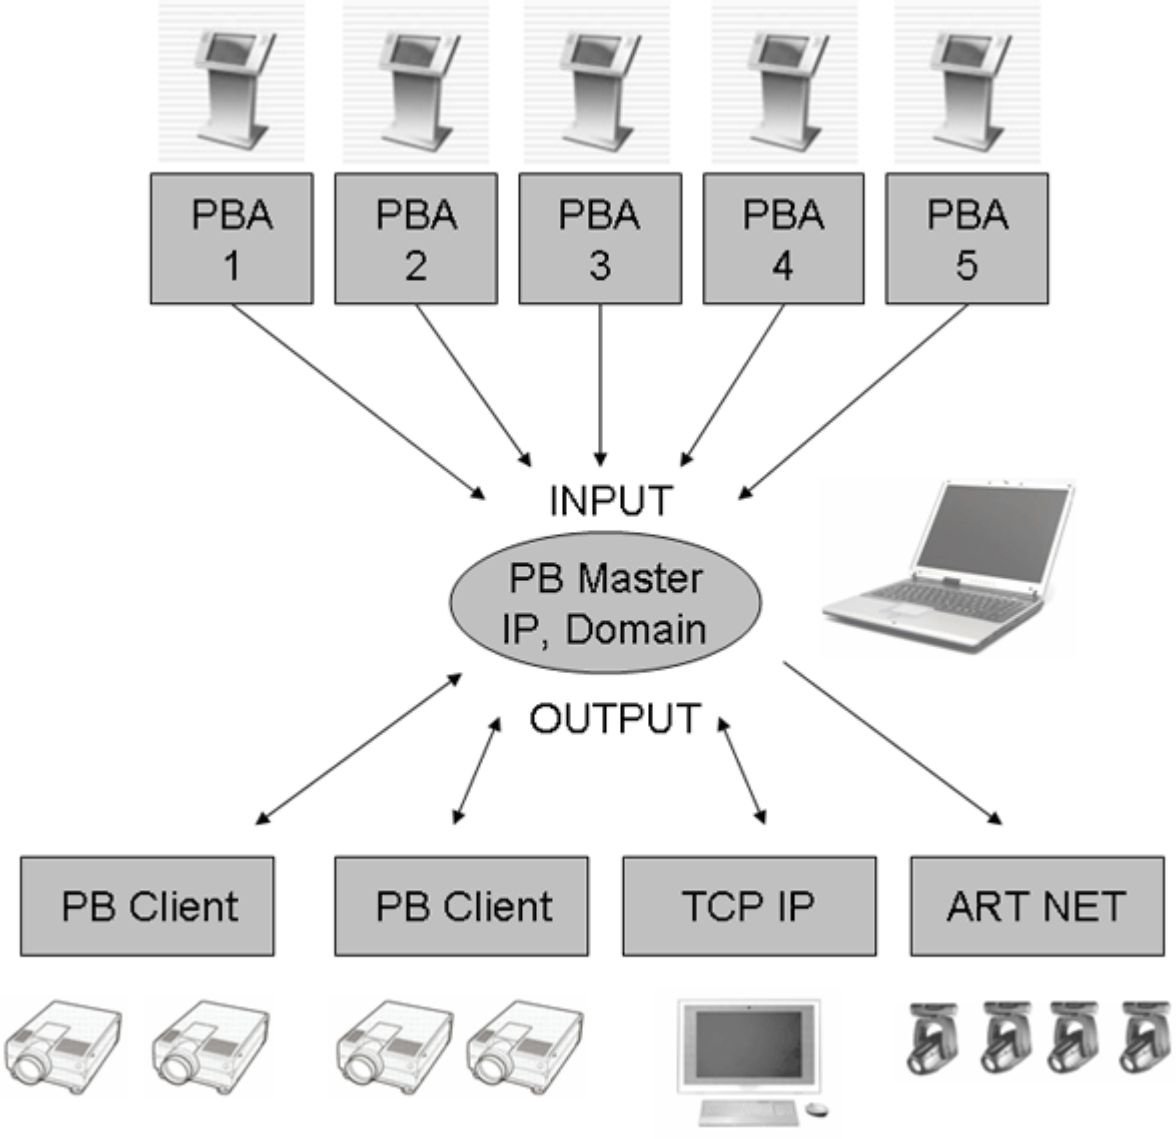 PBA
1
PBA
2
PBA
3
PBA
4
PBA
5
INPUT
PB Master
IP, Domain
OUTPUT
PB Client
PB Client
TCP IP
ART NET